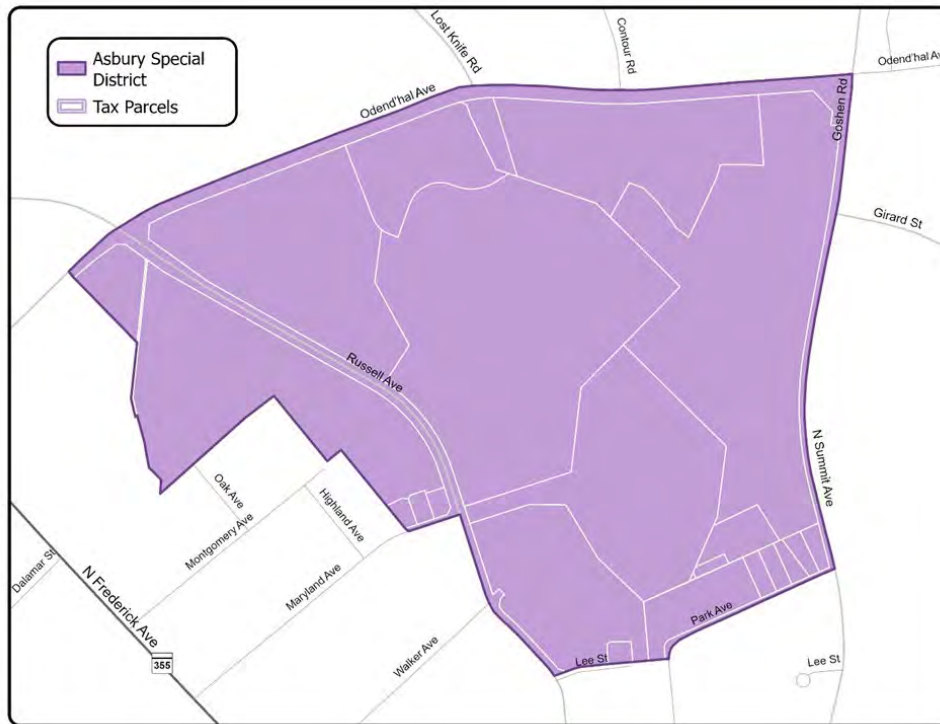 Asbury Special
District
Tax Parcels
Lost Knife Rd
Contour Rd
Odend'hal Ave
Odend'hal Av
Goshen Rd
Girard St
Russell Ave
N Summit Ave
Oak Ave
Highland Ave
Montgomery Ave
Maryland Ave
Dalamar St
N Frederick Ave
355
Walker Ave
Park Ave
Lee St
Lee St